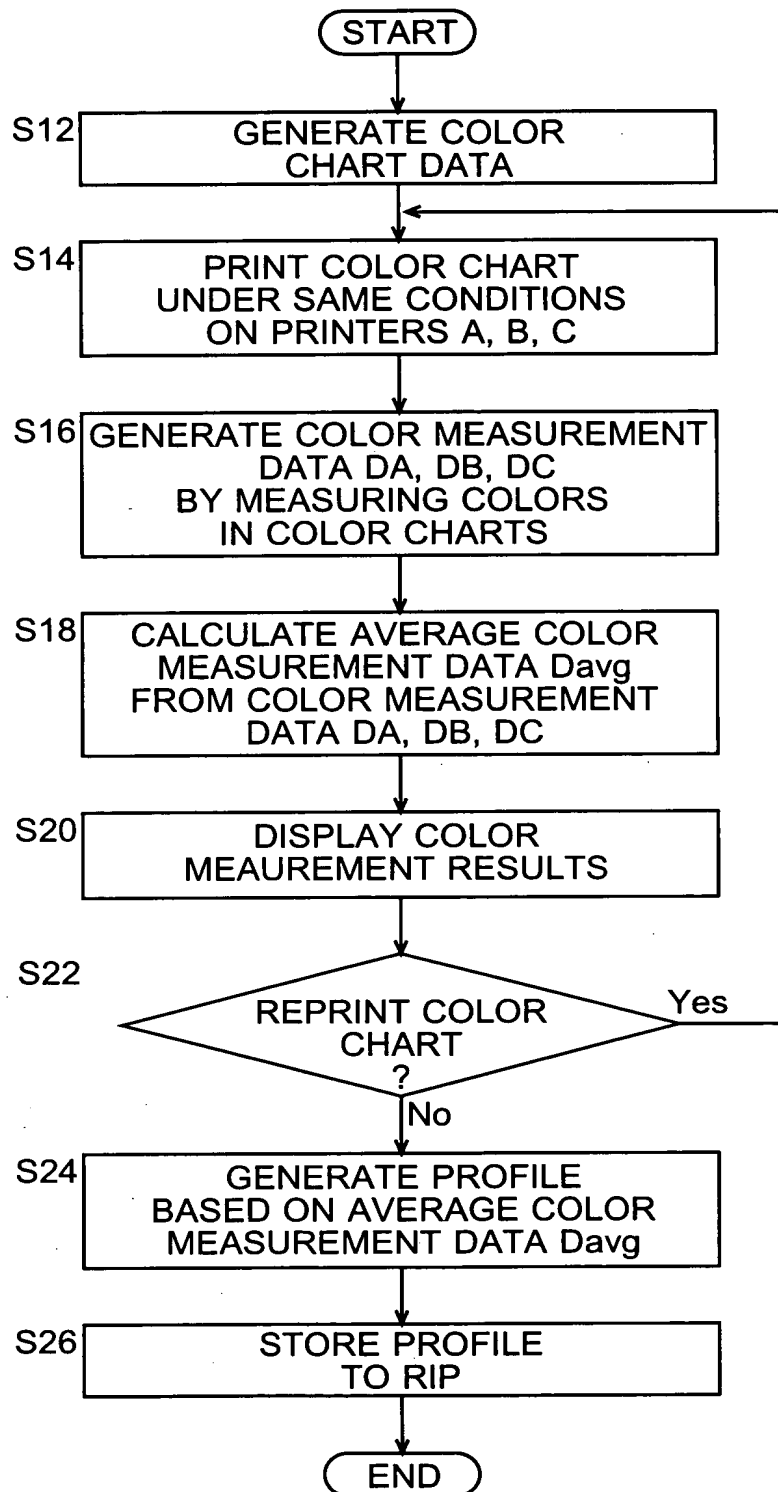 START
S12
GENERATE COLOR
CHART DATA
S14
PRINT COLOR CHART
UNDER SAME CONDITIONS
ON PRINTERS A, B, C
S16
GENERATE COLOR MEASUREMENT
DATA DA, DB, DC
BY MEASURING COLORS
IN COLOR CHARTS
S18
CALCULATE AVERAGE COLOR
MEASUREMENT DATA Davg
FROM COLOR MEASUREMENT
DATA DA, DB, DC
S20
DISPLAY COLOR
MEAUREMENT RESULTS
S22
REPRINT COLOR
CHART
?
Yes
No
S24
GENERATE PROFILE
BASED ON AVERAGE COLOR
MEASUREMENT DATA Davg
S26
STORE PROFILE
TO RIP
END